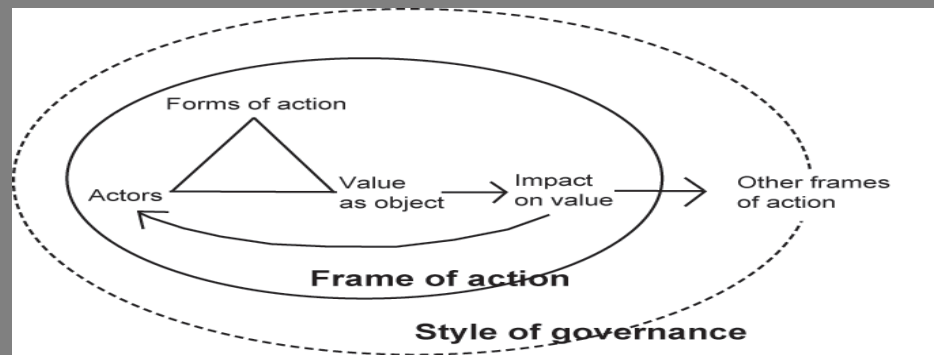 Forms of action
Actors
Value
as object
Impact
on value
Other frames
of action
Frame of action
Style of governance